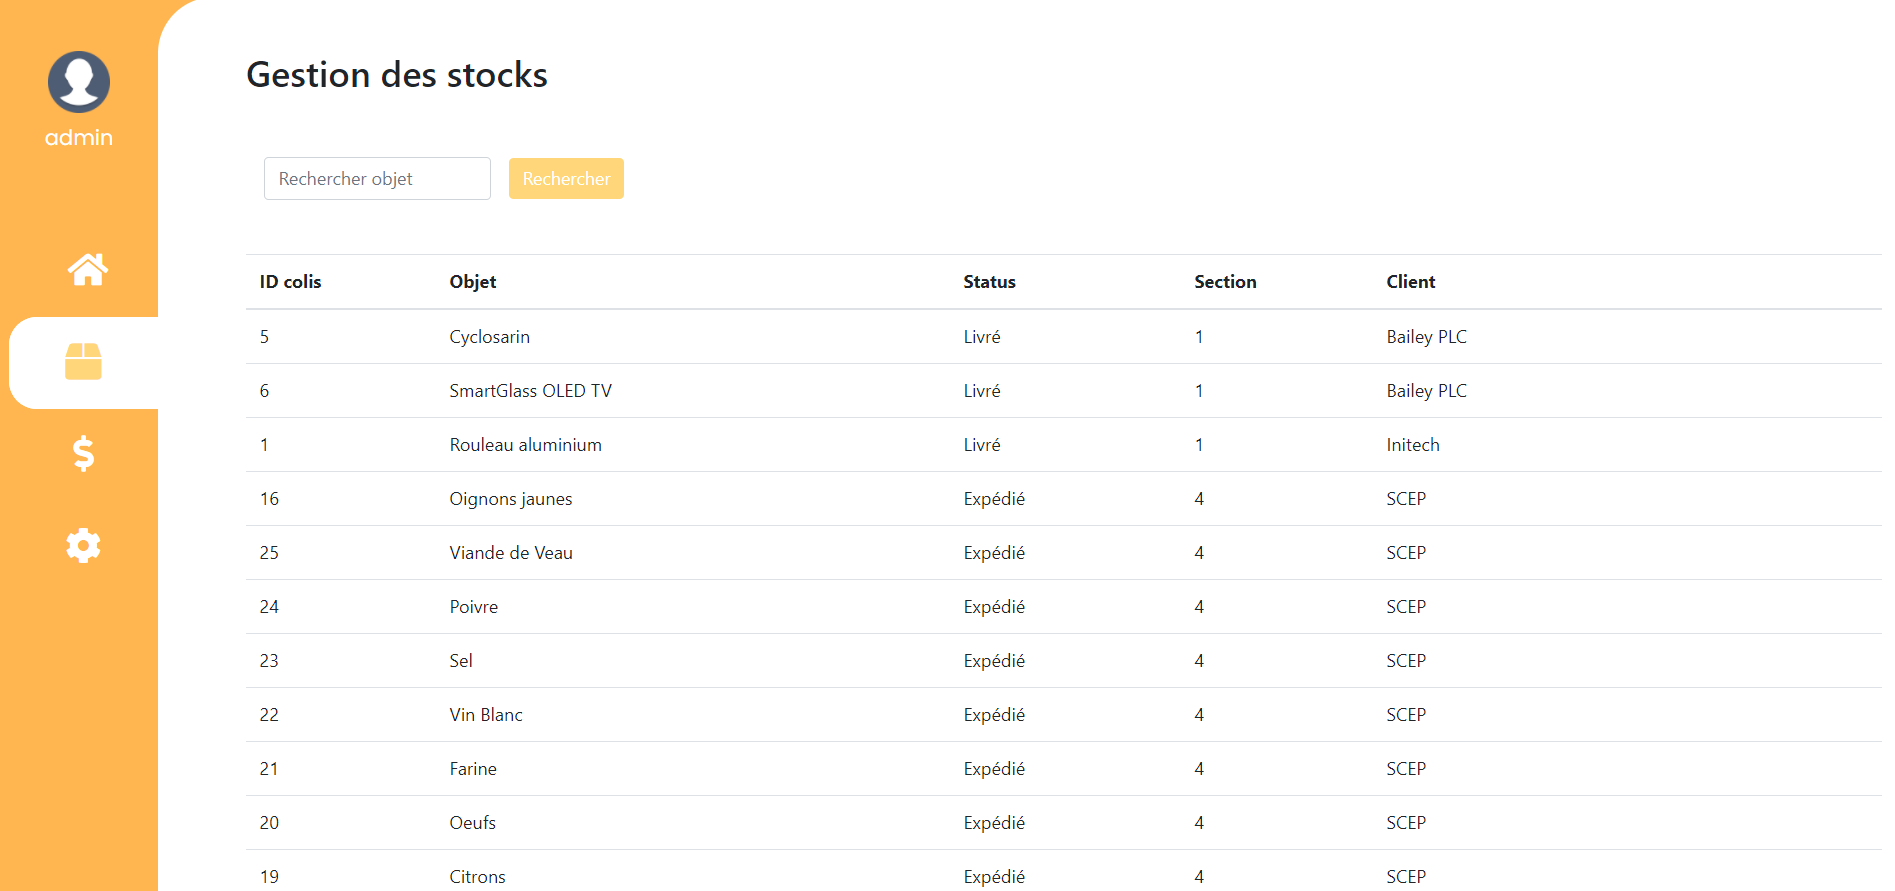 admin
Gestion des stocks
Rechercher objet Rechercher
ID colis Objet Status Section Client
5 Cyclosarin Livré 1 Bailey PLC
6 SmartGlass OLED TV Livré 1 Bailey PLC
1 Rouleau aluminium Livré 1 Initech
16 Oignons jaunes Expédié 4 SCEP
25 Viande de Veau Expédié 4 SCEP
24 Poivre Expédié 4 SCEP
23 Sel Expédié 4 SCEP
22 Vin Blanc Expédié 4 SCEP
21 Farine Expédié 4 SCEP
20 Oeufs Expédié 4 SCEP
19 Citrons Expédié 4 SCEP